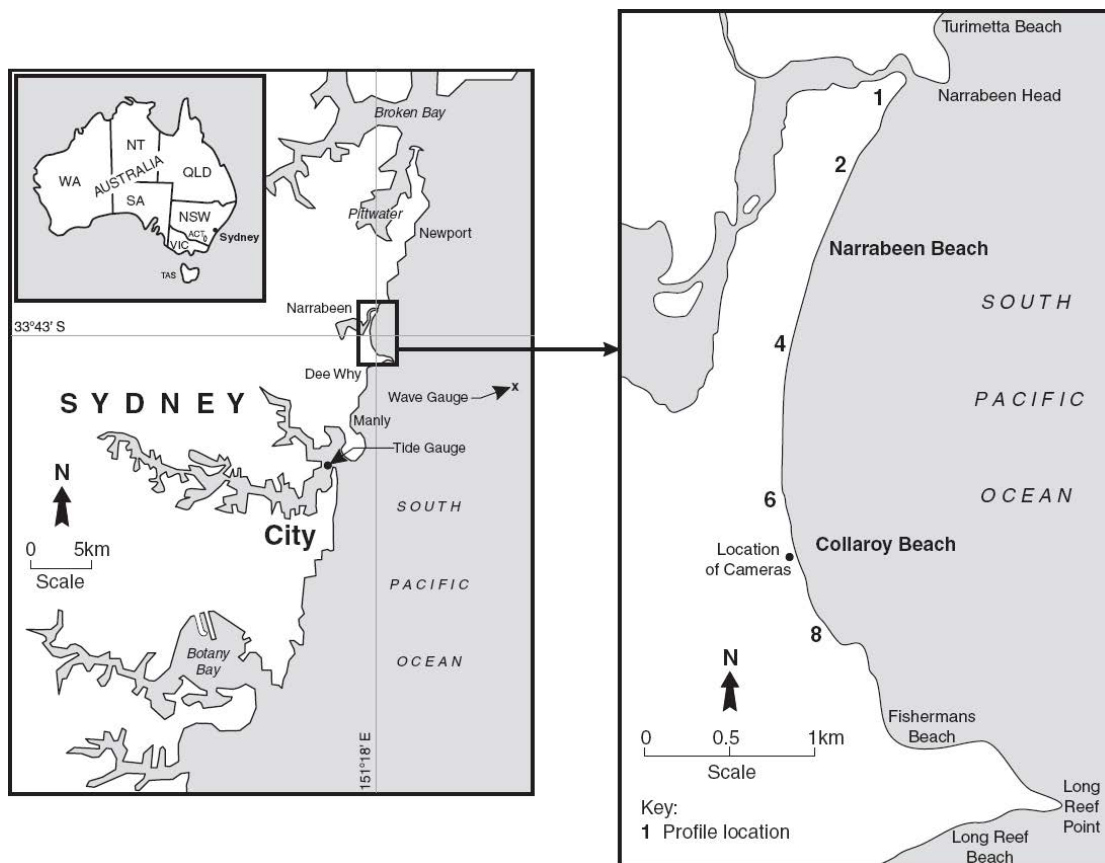 WA
NT
AUSTRALIA
QLD
SA
NSW
ACT
Sydney
VIC
TAS
Broken Bay
Pittwater
Newport
Narrabeen
33°43' S
Dee Why
Wave Gauge
x
SYDNEY
Manly
Tide Gauge
N
City
SOUTH
0 5km
Scale
PACIFIC
Botany
Bay
OCEAN
151°18' E
Turimetta Beach
1
Narrabeen Head
2
Narrabeen Beach
SOUTH
4
PACIFIC
6
OCEAN
Collaroy Beach
Location
of Cameras
8
N
Fishermans
Beach
0 0.5 1km
Scale
Long
Reef
Point
Key:
1 Profile location
Long Reef
Beach